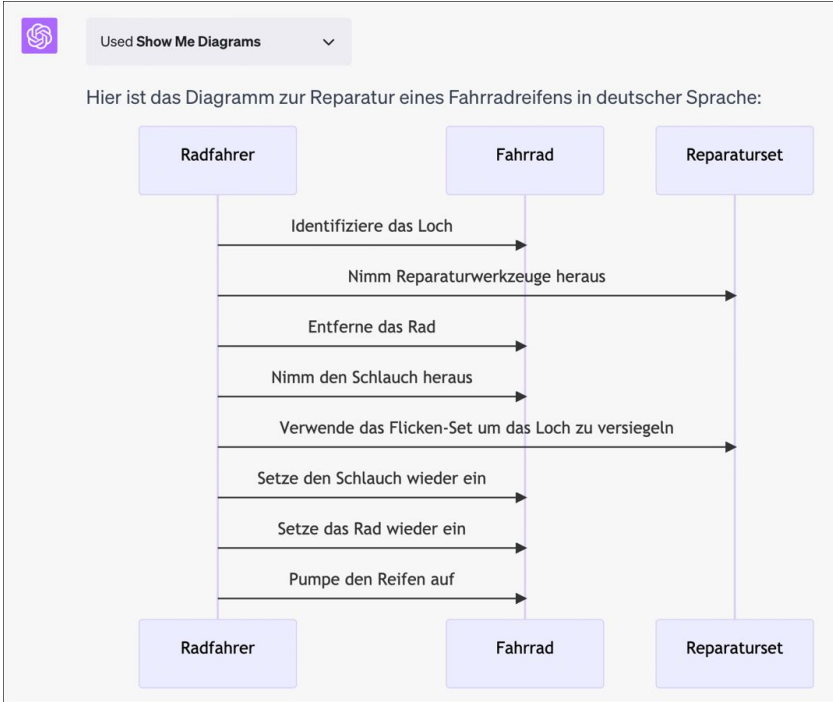 Used Show Me Diagrams
Hier ist das Diagramm zur Reparatur eines Fahrradreifens in deutscher Sprache:
Radfahrer Fahrrad Reparaturset
Identifiziere das Loch
Nimm Reparaturwerkzeuge heraus
Entferne das Rad
Nimm den Schlauch heraus
Verwende das Flicken-Set um das Loch zu versiegeln
Setze den Schlauch wieder ein
Setze das Rad wieder ein
Pumpe den Reifen auf
Radfahrer Fahrrad Reparaturset